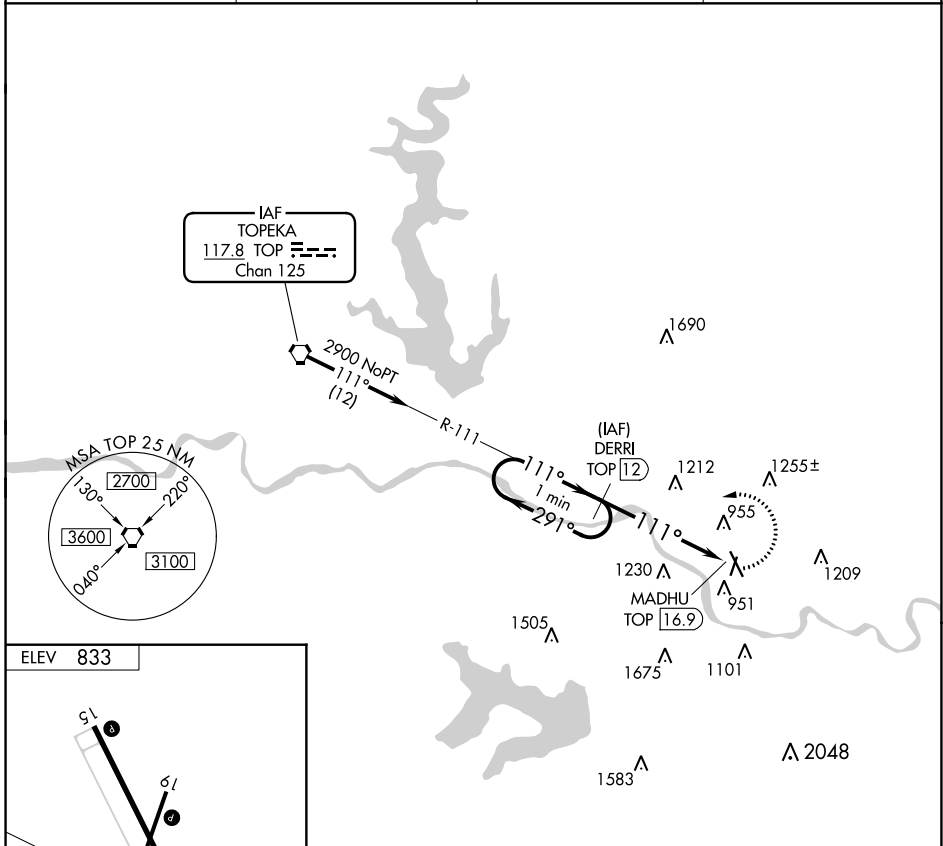 IAF
TOPEKA
117.8 TOP
Chan 125
1690
2900 NoPT
111°
(12)
R-111
(IAF)
DERRI
TOP 12
111°
1 min
291°
1212
1255±
955
111°
MSA TOP 25 NM
130°
2700
220°
3600
3100
040°
1230
1209
MADHU
TOP 16.9
951
1505
1675
1101
ELEV 833
2048
1583
15
P
19
P